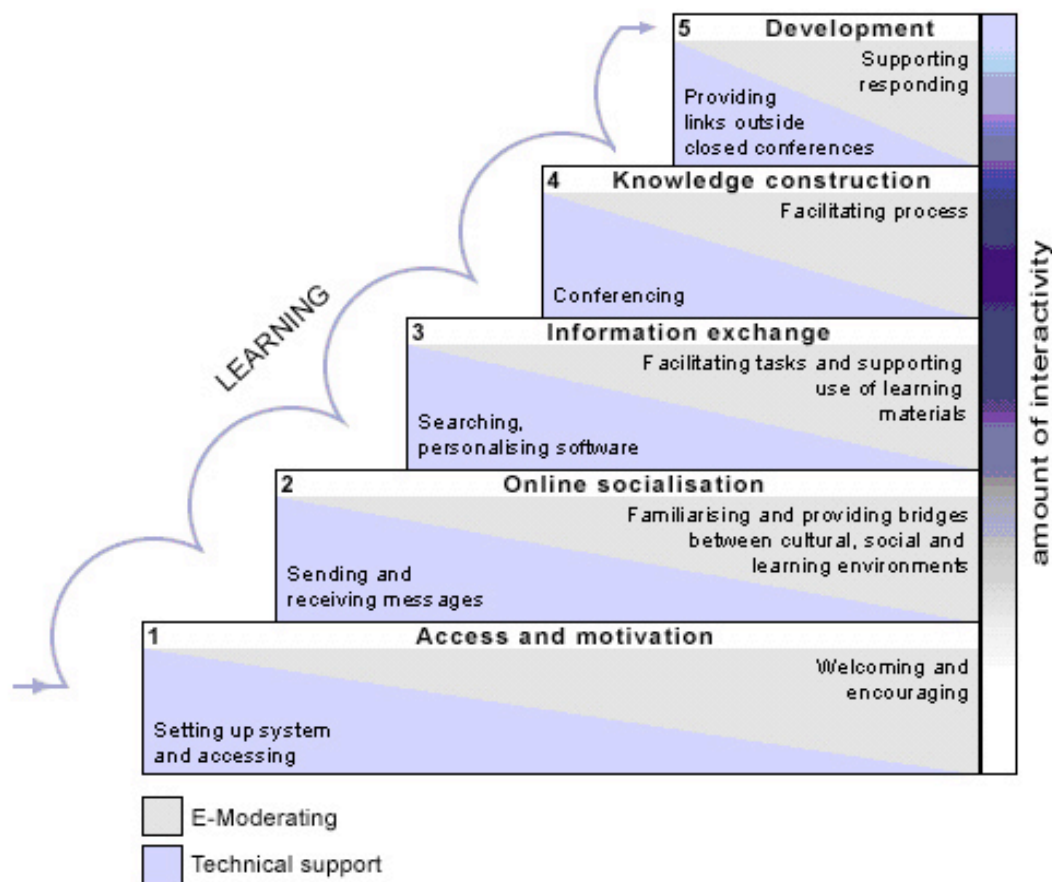 5 Development
Supporting
responding
Providing
links outside
closed conferences
4 Knowledge construction
Facilitating process
Conferencing
3 Information exchange
Facilitating tasks and supporting
use of learning
materials
Searching,
personalising software
2 Online socialisation
Familiarising and providing bridges
between cultural, social and
learning environments
Sending and
receiving messages
1 Access and motivation
Welcoming and
encouraging
Setting up system
and accessing
LEARNING
amount of interactivity
E-Moderating
Technical support